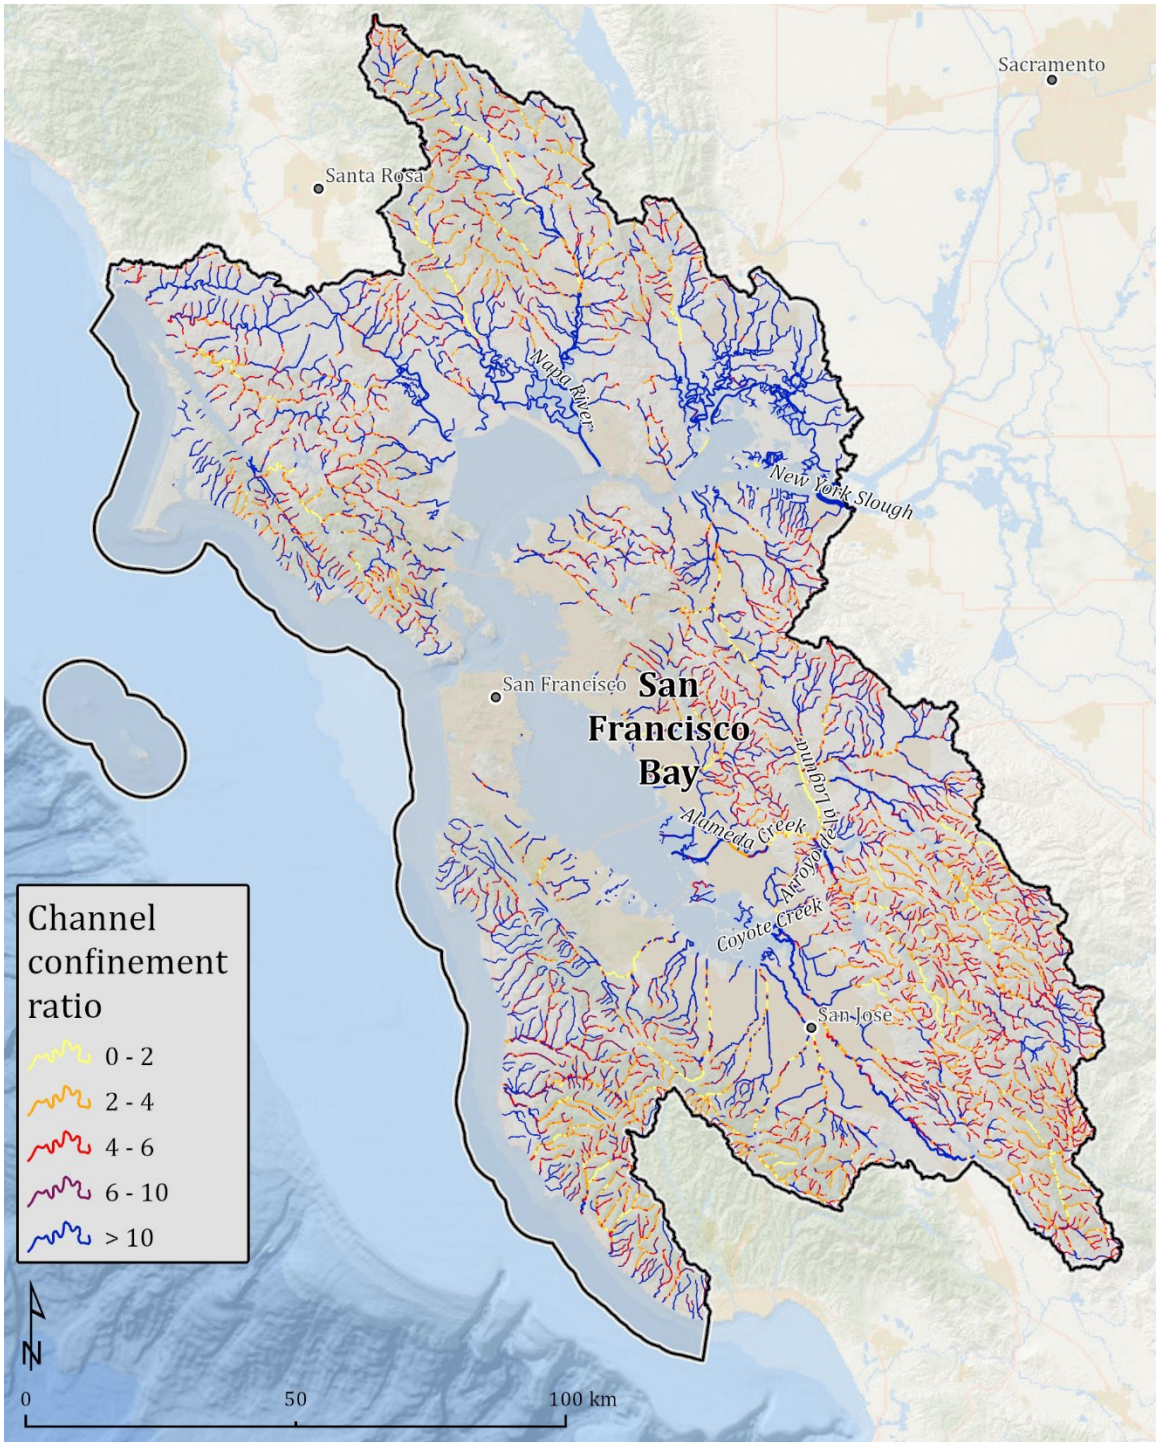 Sacramento
Santa Rosa
Napa River
New York Slough
San Francisco
San
Francisco
Bay
Arroyo de la Laguna
Alameda Creek
Coyote Creek
San Jose
Channel
confinement
ratio
0 - 2
2 - 4
4 - 6
6 - 10
> 10
N
0 50 100 km